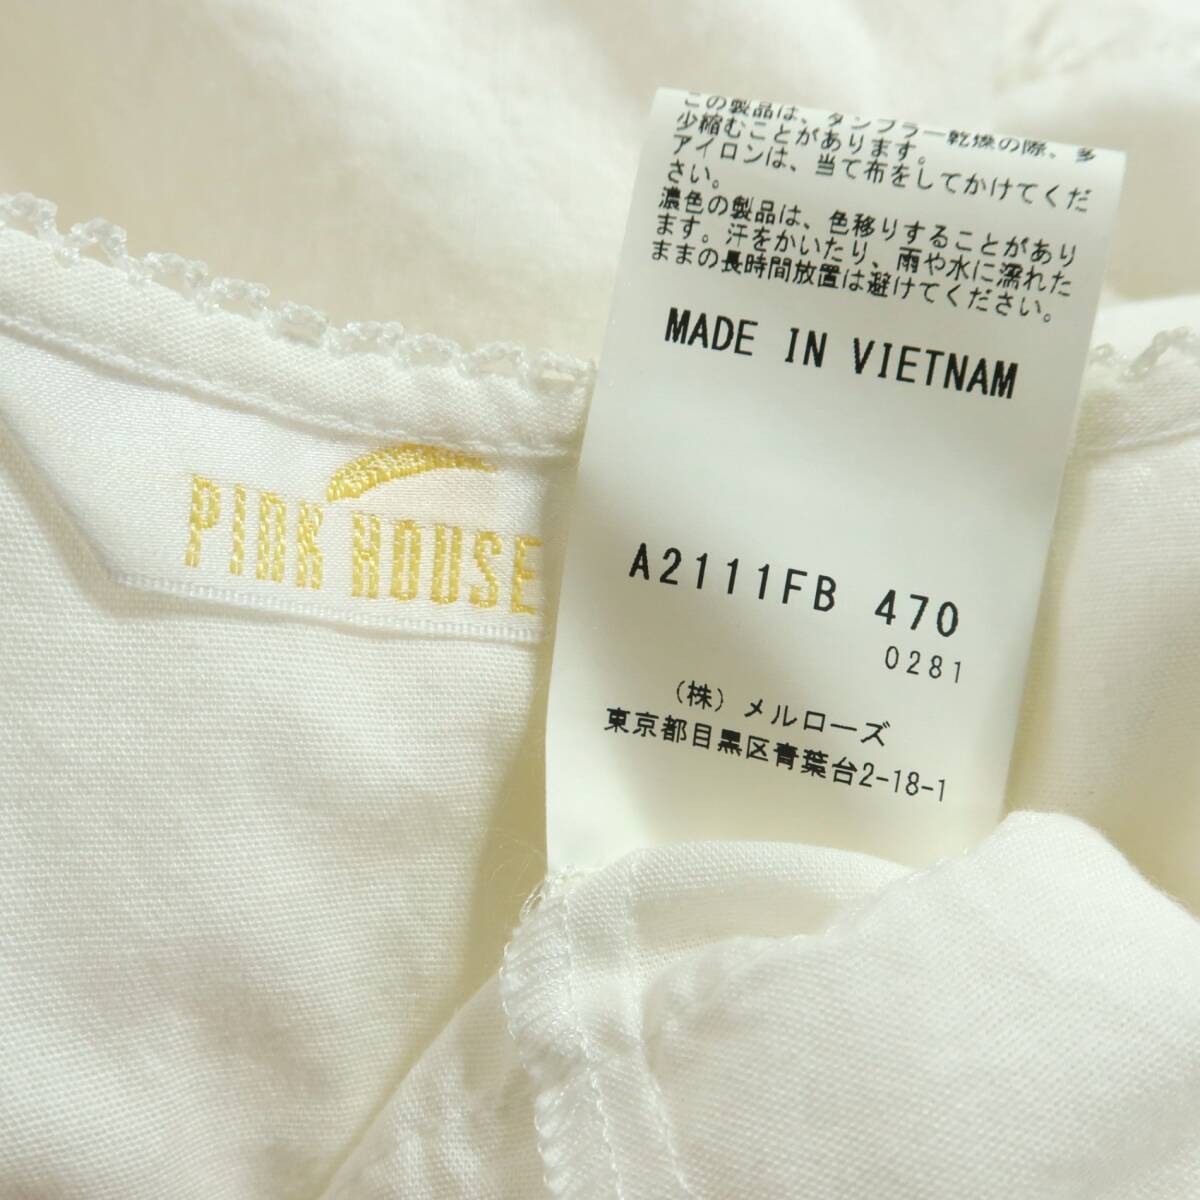 この製品は、タンブラー乾燥の際、多
少縮むことがあります。
アイロンは、当て布をしてかけてくだ
さい。
濃色の製品は、色移りすることがあり
ます。汗をかいたり、雨や水に濡れた
ままの長時間放置は避けてください。
MADE IN VIETNAM
PINK HOUSE
A2111FB 470
0281
(株)メルローズ
東京都目黒区青葉台2-18-1